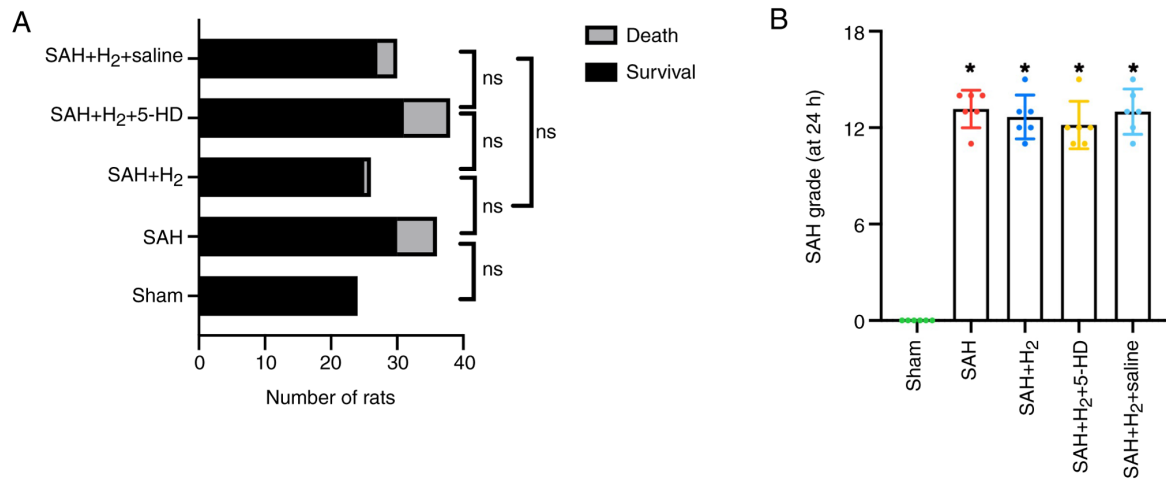 A
SAH+H2+saline
SAH+H2+5-HD
SAH+H2
SAH
Sham
0 10 20 30 40
Number of rats
ns
ns
ns
ns
ns
Death
Survival
B
SAH grade (at 24 h)
18
12
6
0
* * * *
Sham
SAH
SAH+H2
SAH+H2+5-HD
SAH+H2+saline